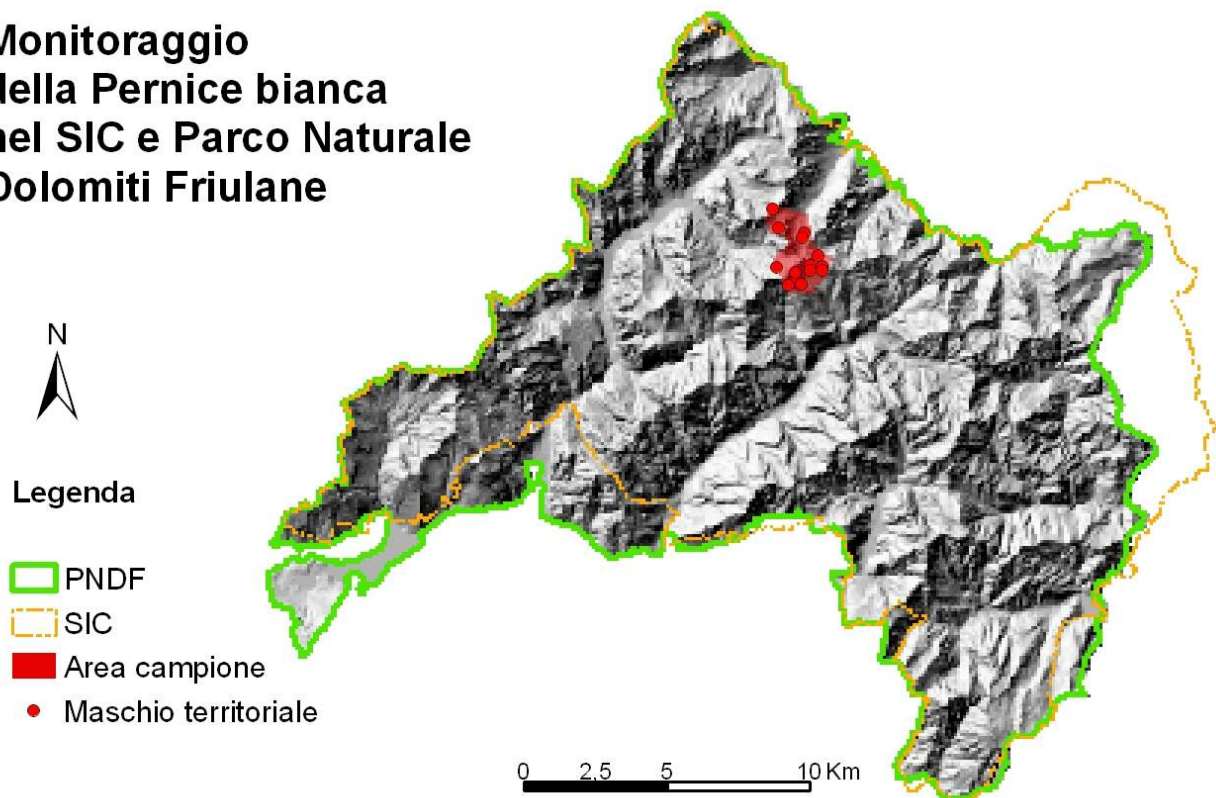 Monitoraggio
della Pernice bianca
nel SIC e Parco Naturale
Dolomiti Friulane
N
Legenda
PNDF
SIC
Area campione
Maschio territoriale
0 2,5 5 10 Km